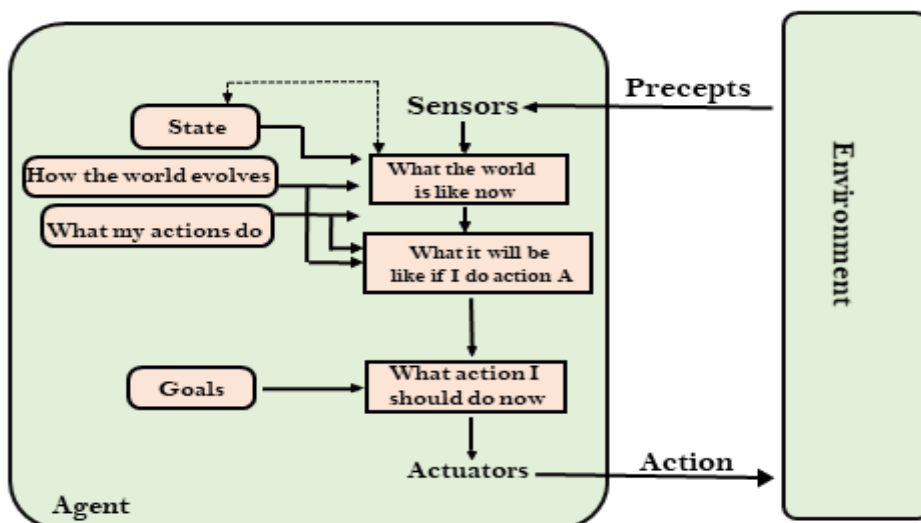 Precepts
Sensors
State
What the world
is like now
How the world evolves
What my actions do
What it will be
like if I do action A
Goals
What action I
should do now
Actuators
Action
Agent
Environment